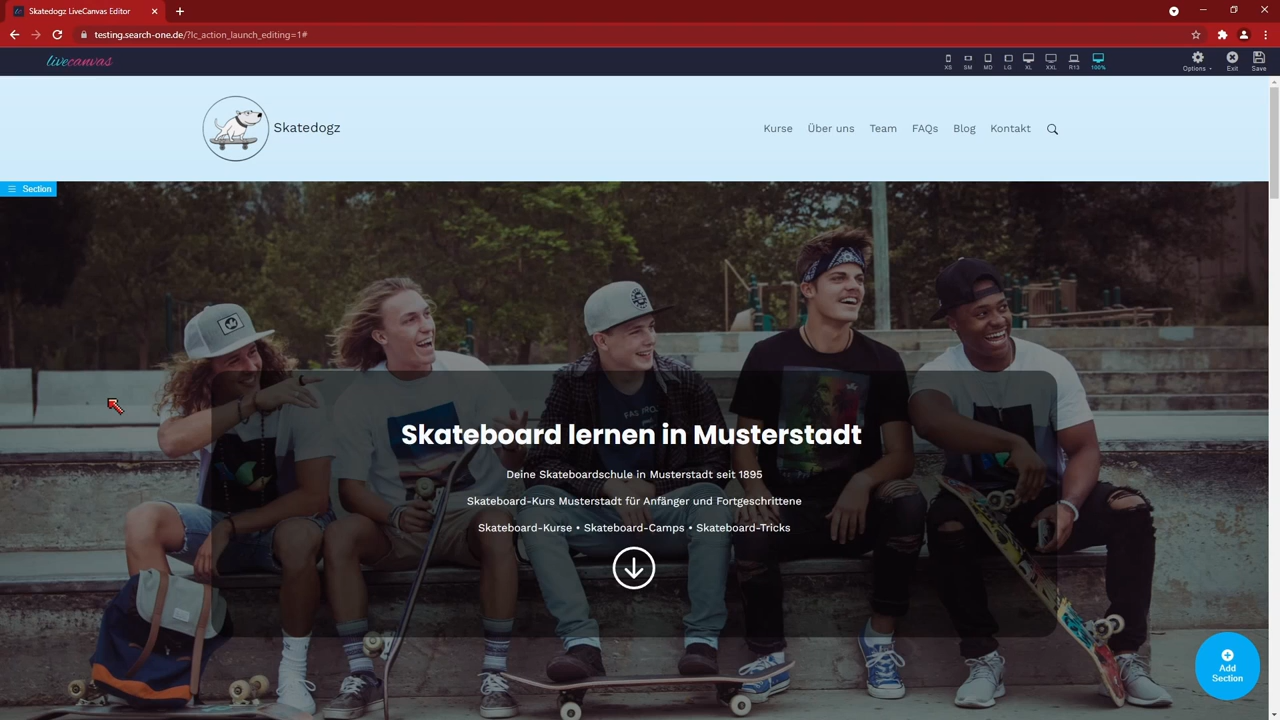 Skatedogz LiveCanvas Editor
testing.search-one.de/?lc_action_launch_editing=1#
livecanvas
XS SM MD LG XL XXL R13 100%
Options Exit Save
Skatedogz
Kurse Über uns Team FAQs Blog Kontakt
Section
Skateboard lernen in Musterstadt
Deine Skateboardschule in Musterstadt seit 1895
Skateboard-Kurs Musterstadt für Anfänger und Fortgeschrittene
Skateboard-Kurse • Skateboard-Camps • Skateboard-Tricks
Add
Section